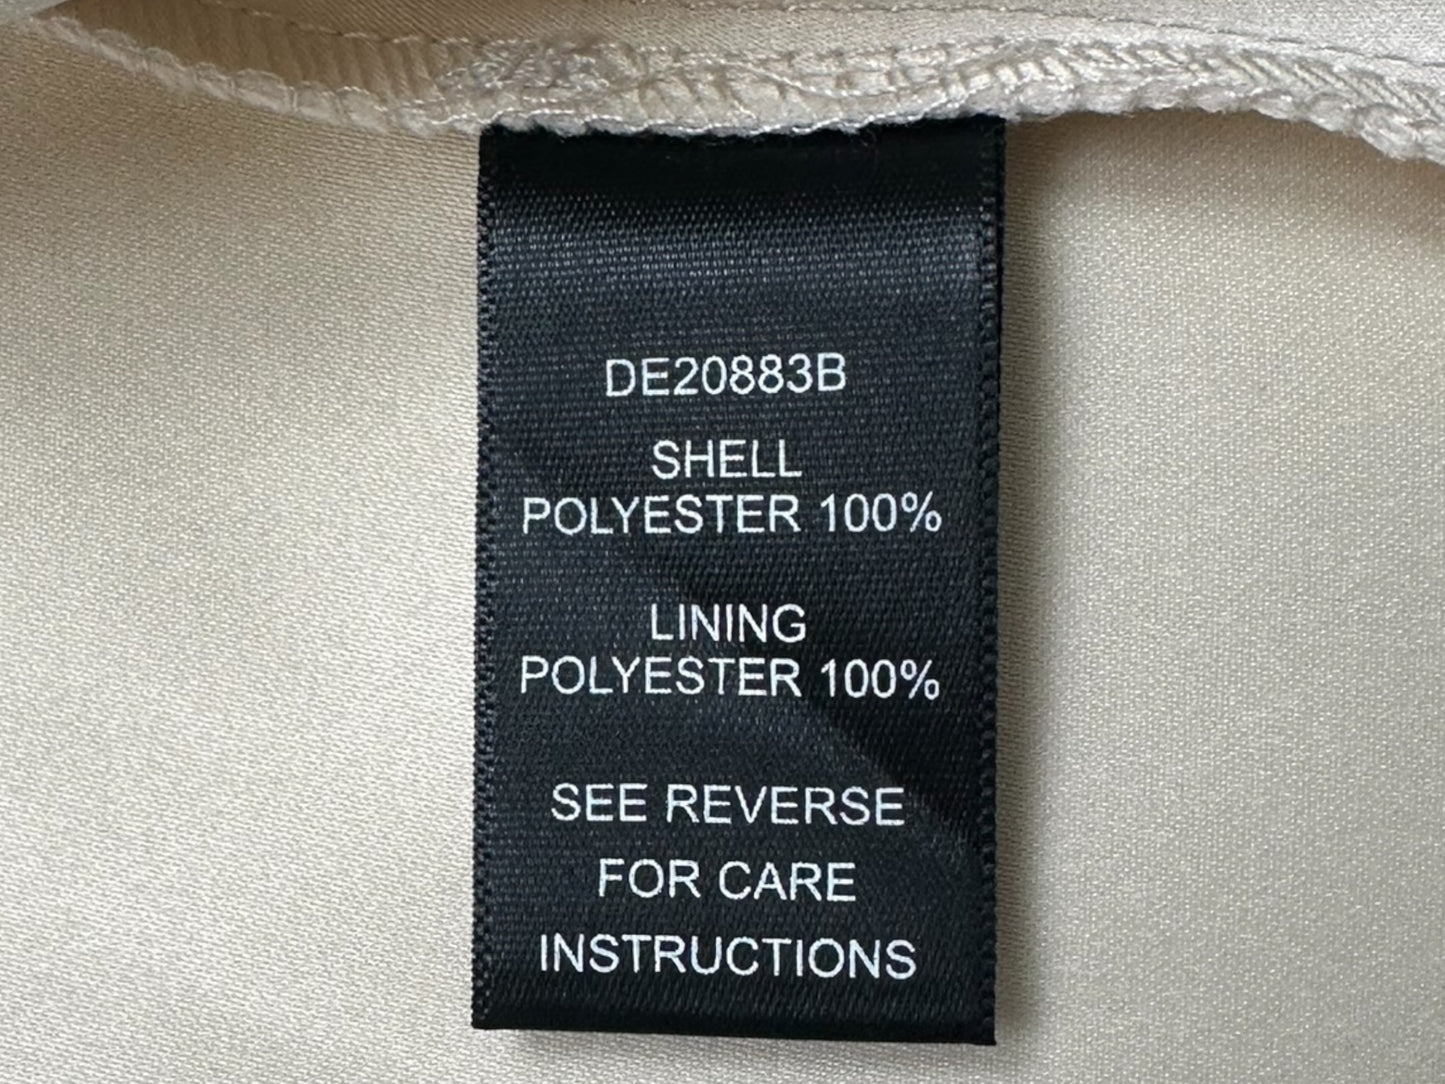 DE20883B
SHELL
POLYESTER 100%
LINING
POLYESTER 100%
SEE REVERSE
FOR CARE
INSTRUCTIONS